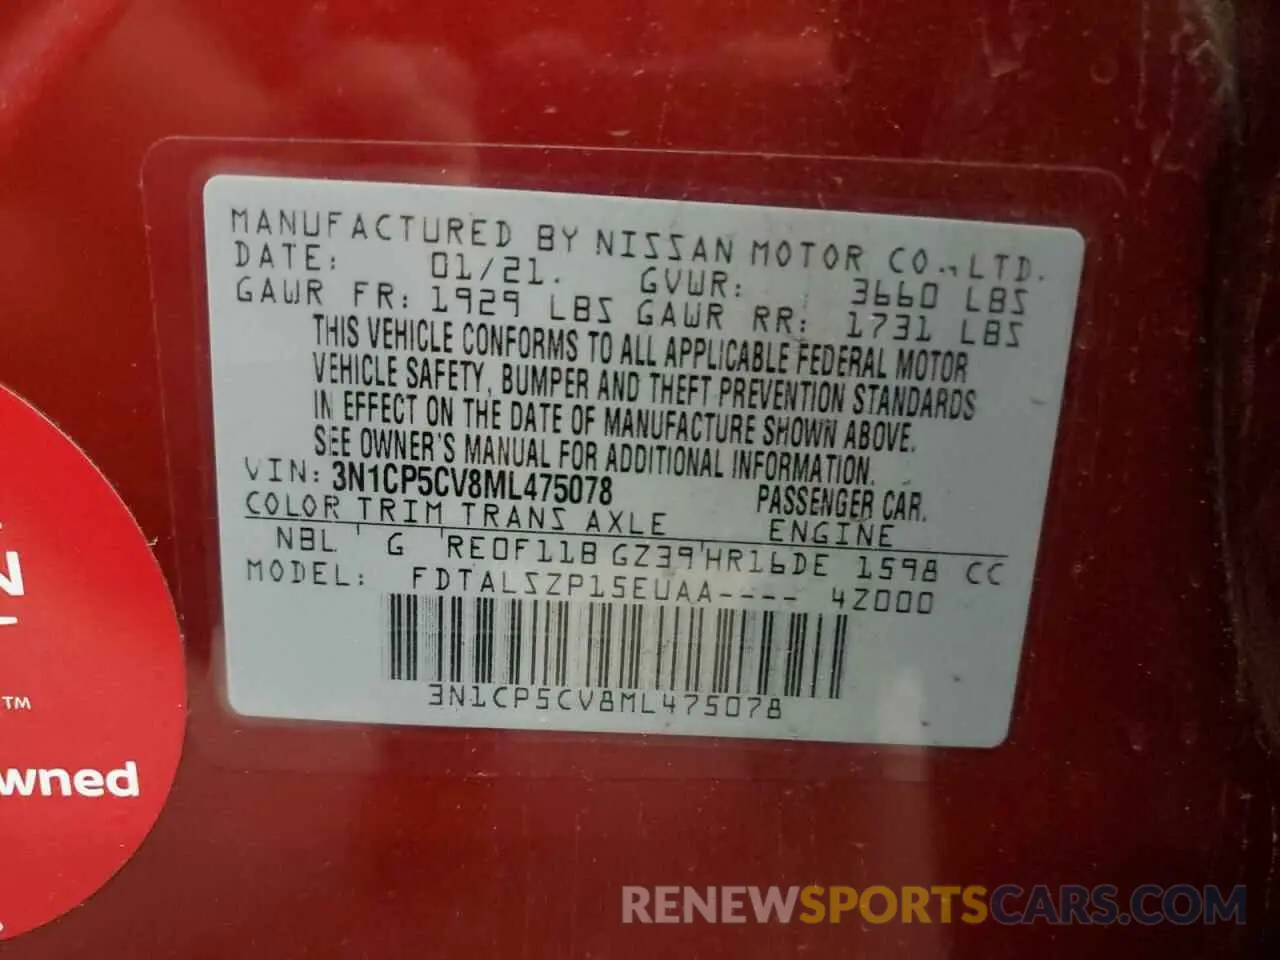 MANUFACTURED BY NISSAN MOTOR CO.,LTD.
DATE: 01/21. GVWR: 3660 LBS
GAWR FR: 1929 LBS GAWR RR: 1731 LBS
THIS VEHICLE CONFORMS TO ALL APPLICABLE FEDERAL MOTOR
VEHICLE SAFETY, BUMPER AND THEFT PREVENTION STANDARDS
IN EFFECT ON THE DATE OF MANUFACTURE SHOWN ABOVE.
SEE OWNER'S MANUAL FOR ADDITIONAL INFORMATION.
VIN: 3N1CP5CV8ML475078 PASSENGER CAR.
COLOR TRIM TRANS AXLE ENGINE
NBL G RE0F11B GZ39 HR16DE 1598 CC
MODEL: FDTALSZP15EUAA---- 4Z000
3N1CP5CV8ML475078
N
TM
wned
RENEWSPORTSCARS.COM